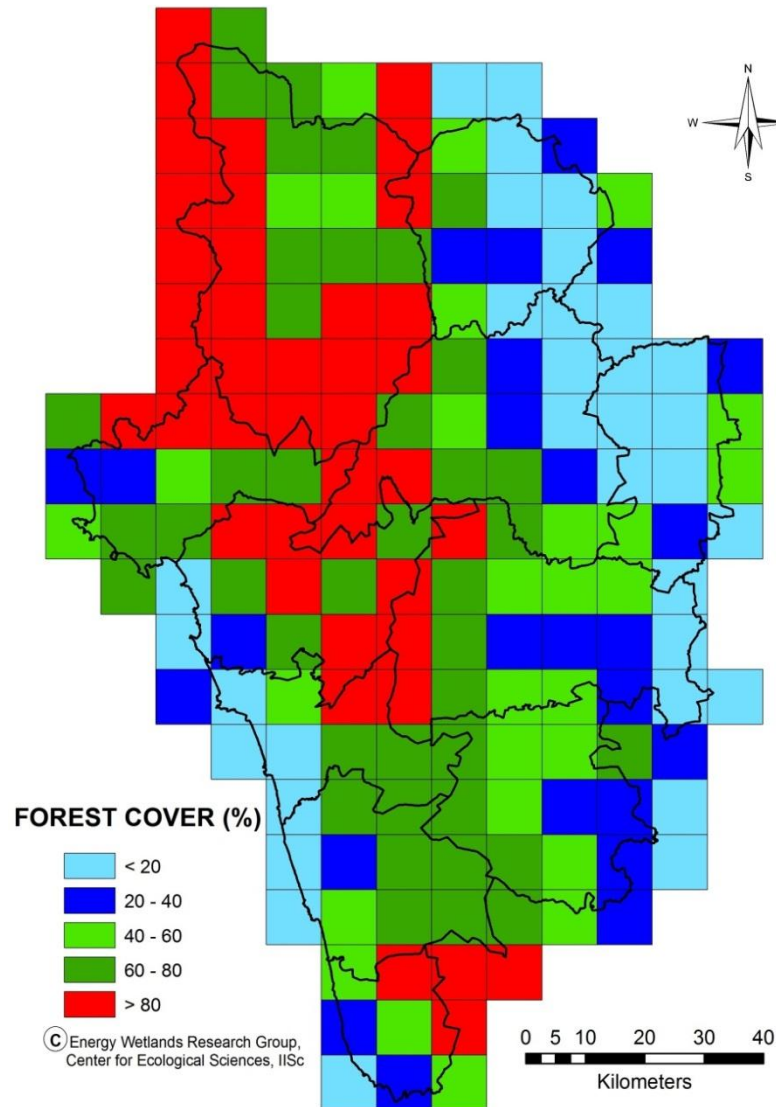 N
W
S
FOREST COVER (%)
< 20
20 - 40
40 - 60
60 - 80
> 80
C Energy Wetlands Research Group,
Center for Ecological Sciences, IISc
0 5 10 20 30 40
Kilometers